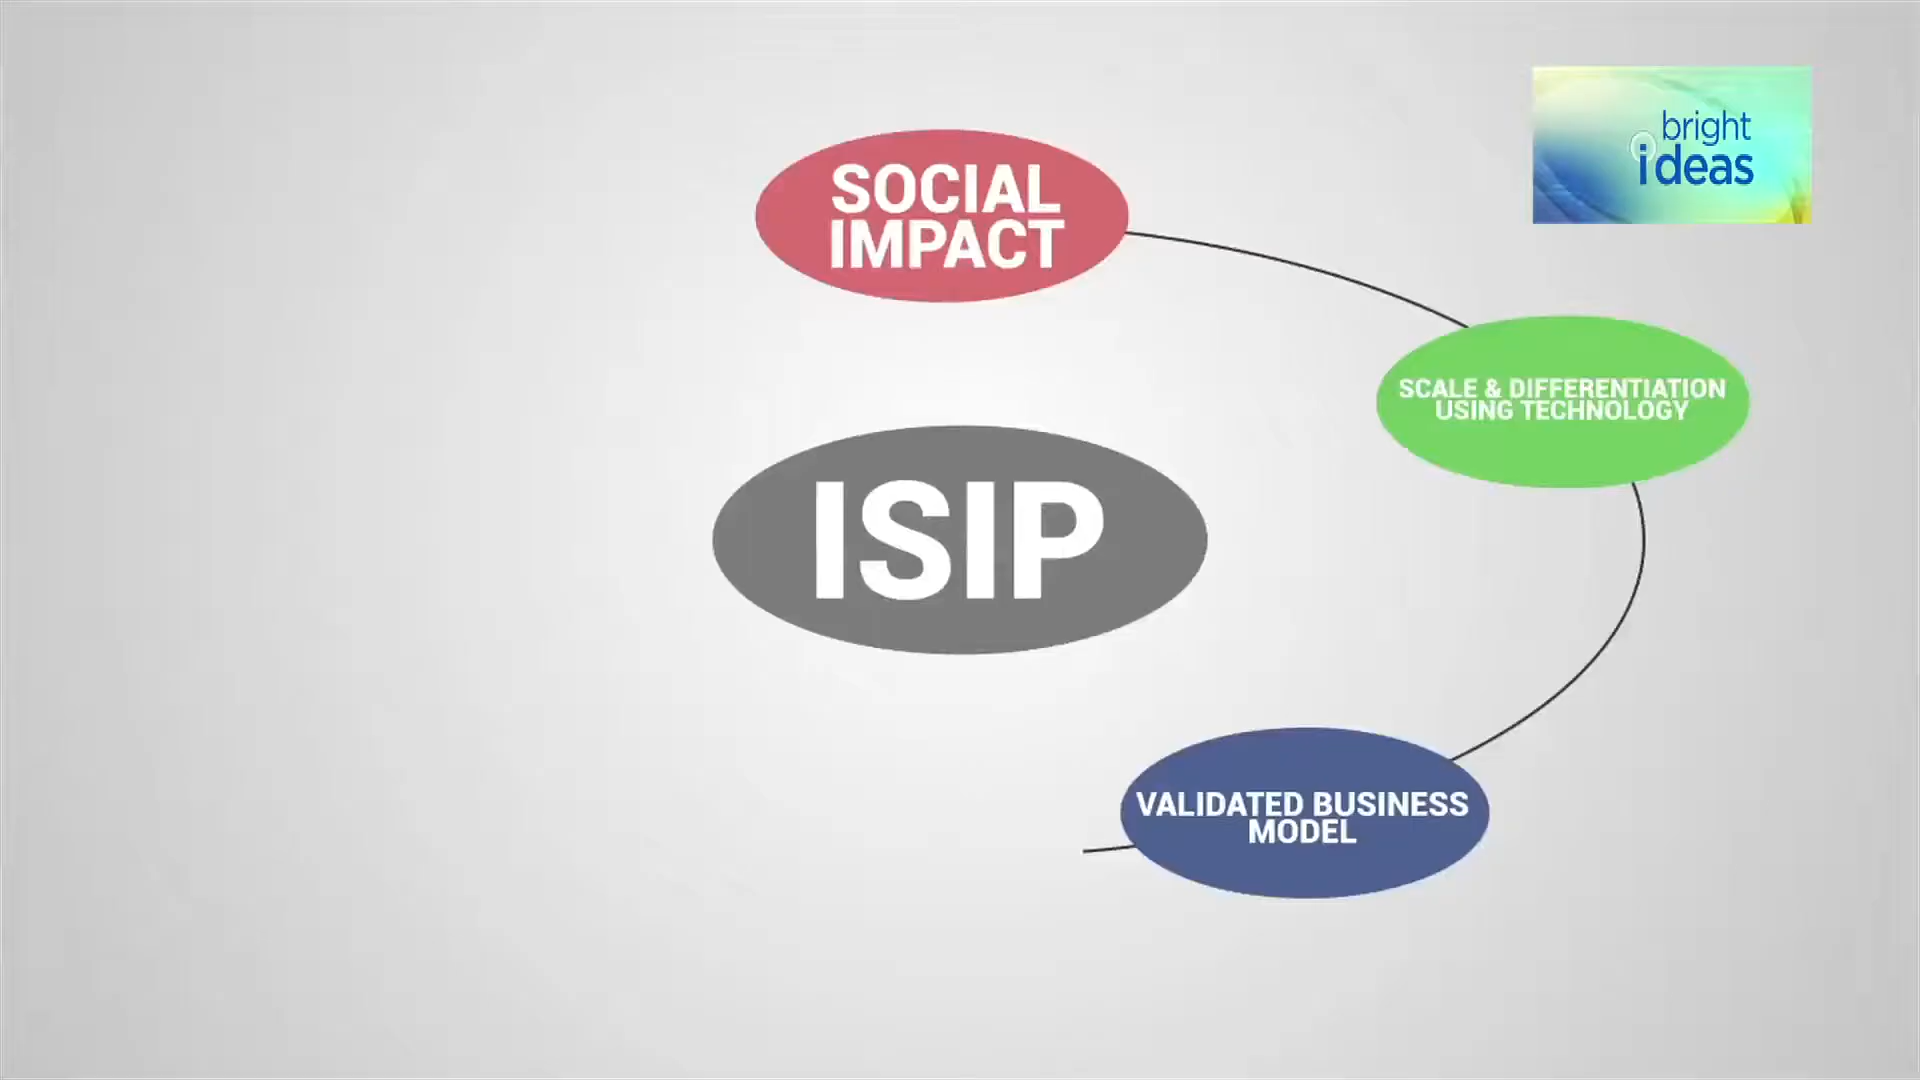 bright
ideas
SOCIAL
IMPACT
SCALE & DIFFERENTIATION
USING TECHNOLOGY
ISIP
VALIDATED BUSINESS
MODEL